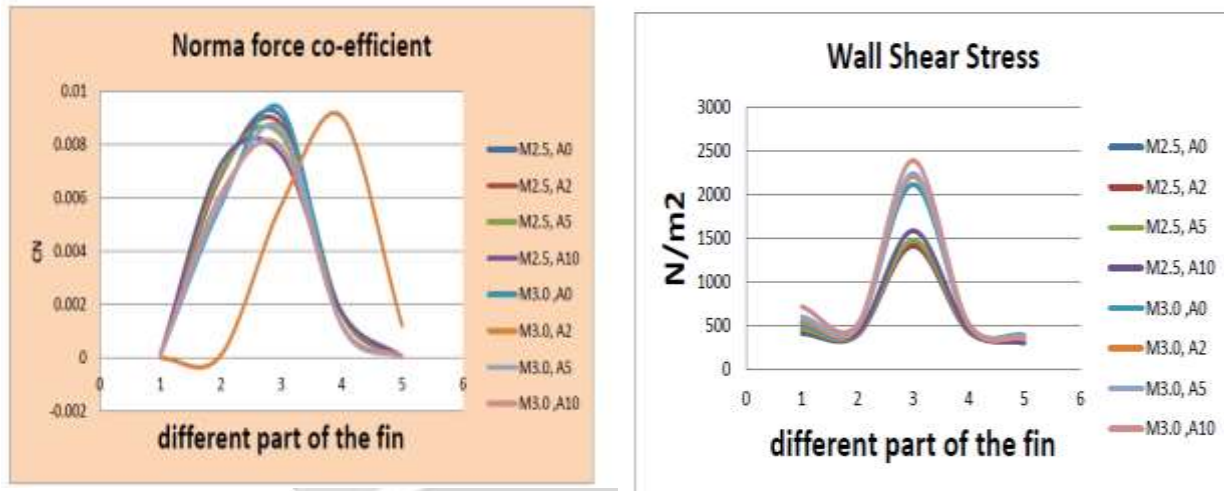 Norma force co-efficient
0.01
0.008
0.006
0.004
0.002
0
-0.002
CN
0 1 2 3 4 5 6
different part of the fin
M2.5, A0
M2.5, A2
M2.5, A5
M2.5, A10
M3.0 ,A0
M3.0, A2
M3.0, A5
M3.0 ,A10
Wall Shear Stress
3000
2500
2000
1500
1000
500
0
N/m2
0 1 2 3 4 5 6
different part of the fin
M2.5, A0
M2.5, A2
M2.5, A5
M2.5, A10
M3.0 ,A0
M3.0, A2
M3.0, A5
M3.0 ,A10